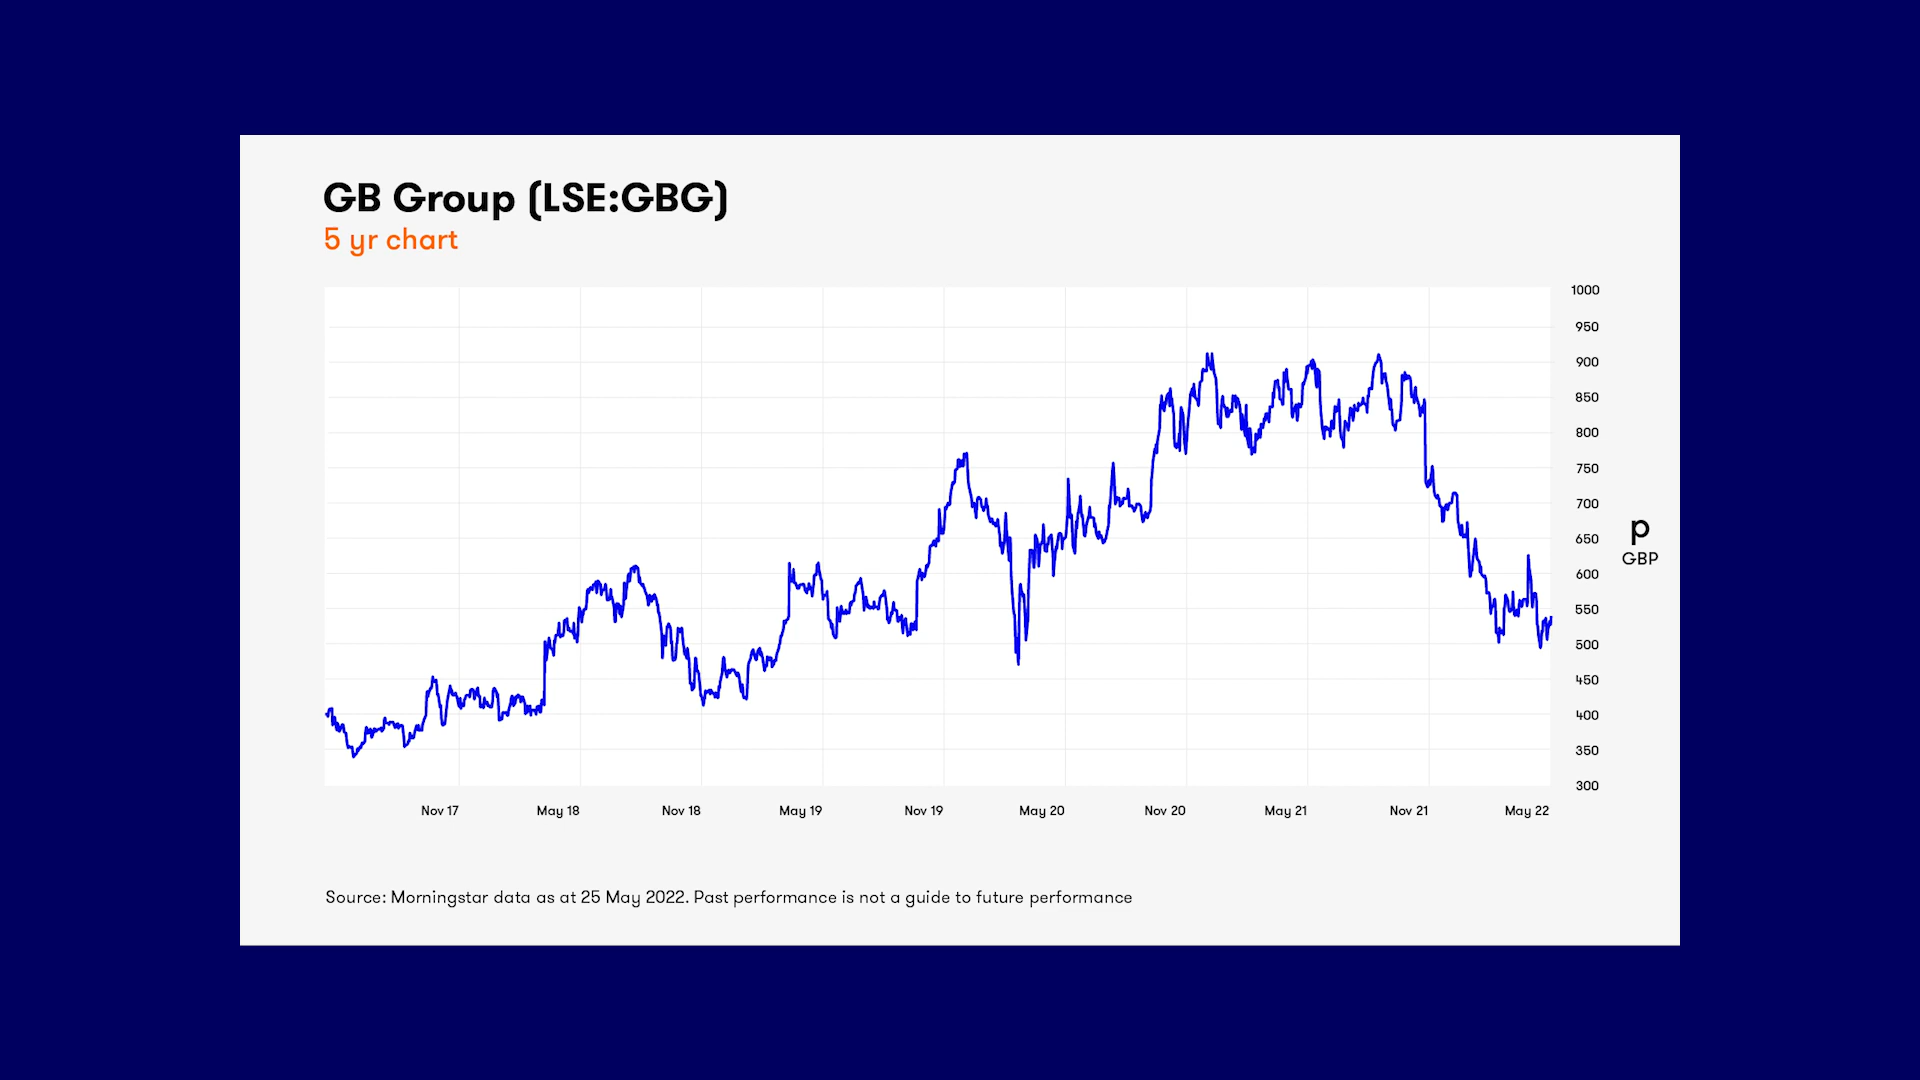 GB Group (LSE:GBG)
5 yr chart
1000
950
900
850
800
750
700
650
600
550
500
450
400
350
300
p
GBP
Nov 17 May 18 Nov 18 May 19 Nov 19 May 20 Nov 20 May 21 Nov 21 May 22
Source: Morningstar data as at 25 May 2022. Past performance is not a guide to future performance